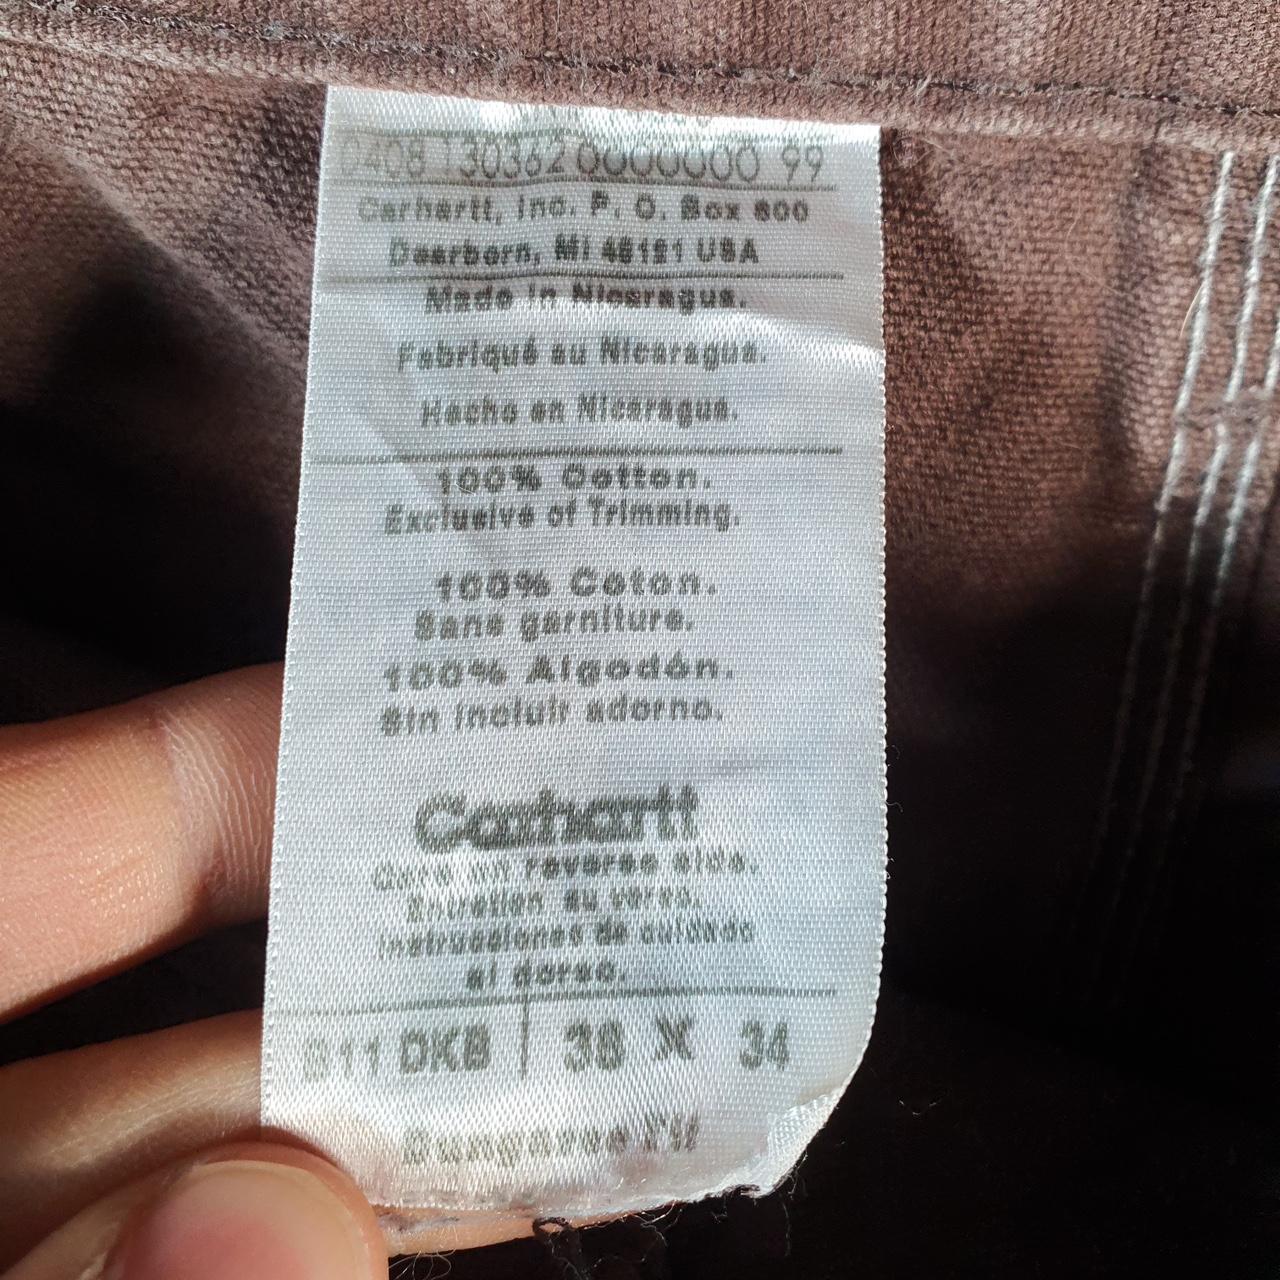 0408 130362 0000000 99
Carhartt, Inc. P. O. Box 600
Dearborn, MI 48121 USA
Made in Nicaragua.
Fabriqué au Nicaragua.
Hecho en Nicaragua.
100% Cotton.
Exclusive of Trimming.
100% Coton.
Sans garniture.
100% Algodón.
Sin incluir adorno.
Carhartt
Care on reverse side.
Entretien au verso.
Instrucciones de cuidado
al dorso.
B11 DKB 38 X 34
Dungaree Fit